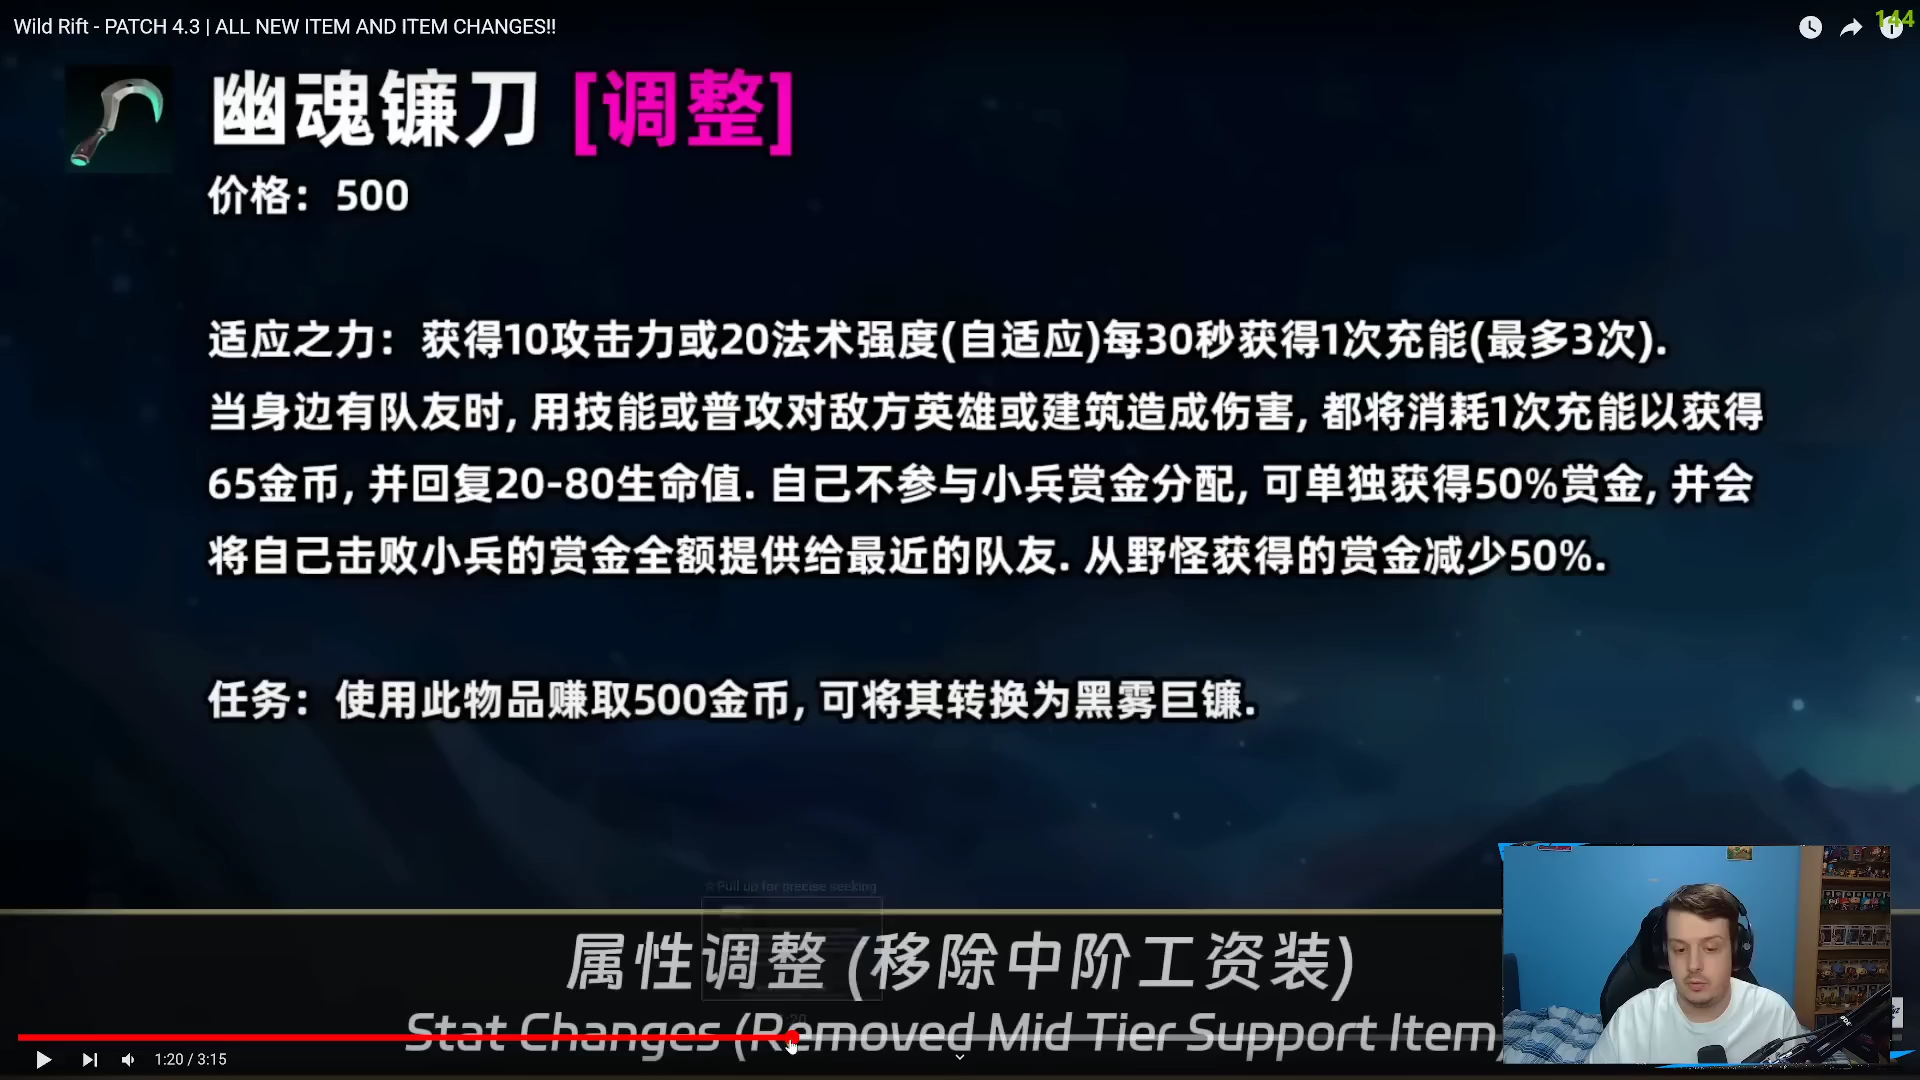 Wild Rift - PATCH 4.3 | ALL NEW ITEM AND ITEM CHANGES!!
144
幽魂镰刀 [调整]
价格：500
适应之力：获得10攻击力或20法术强度(自适应)每30秒获得1次充能(最多3次).
当身边有队友时, 用技能或普攻对敌方英雄或建筑造成伤害, 都将消耗1次充能以获得
65金币, 并回复20-80生命值. 自己不参与小兵赏金分配, 可单独获得50%赏金, 并会
将自己击败小兵的赏金全额提供给最近的队友. 从野怪获得的赏金减少50%.
任务：使用此物品赚取500金币, 可将其转换为黑雾巨镰.
Pull up for precise seeking
属性调整 (移除中阶工资装)
1:20
Stat Changes (Removed Mid Tier Support Item)
1:20 / 3:15